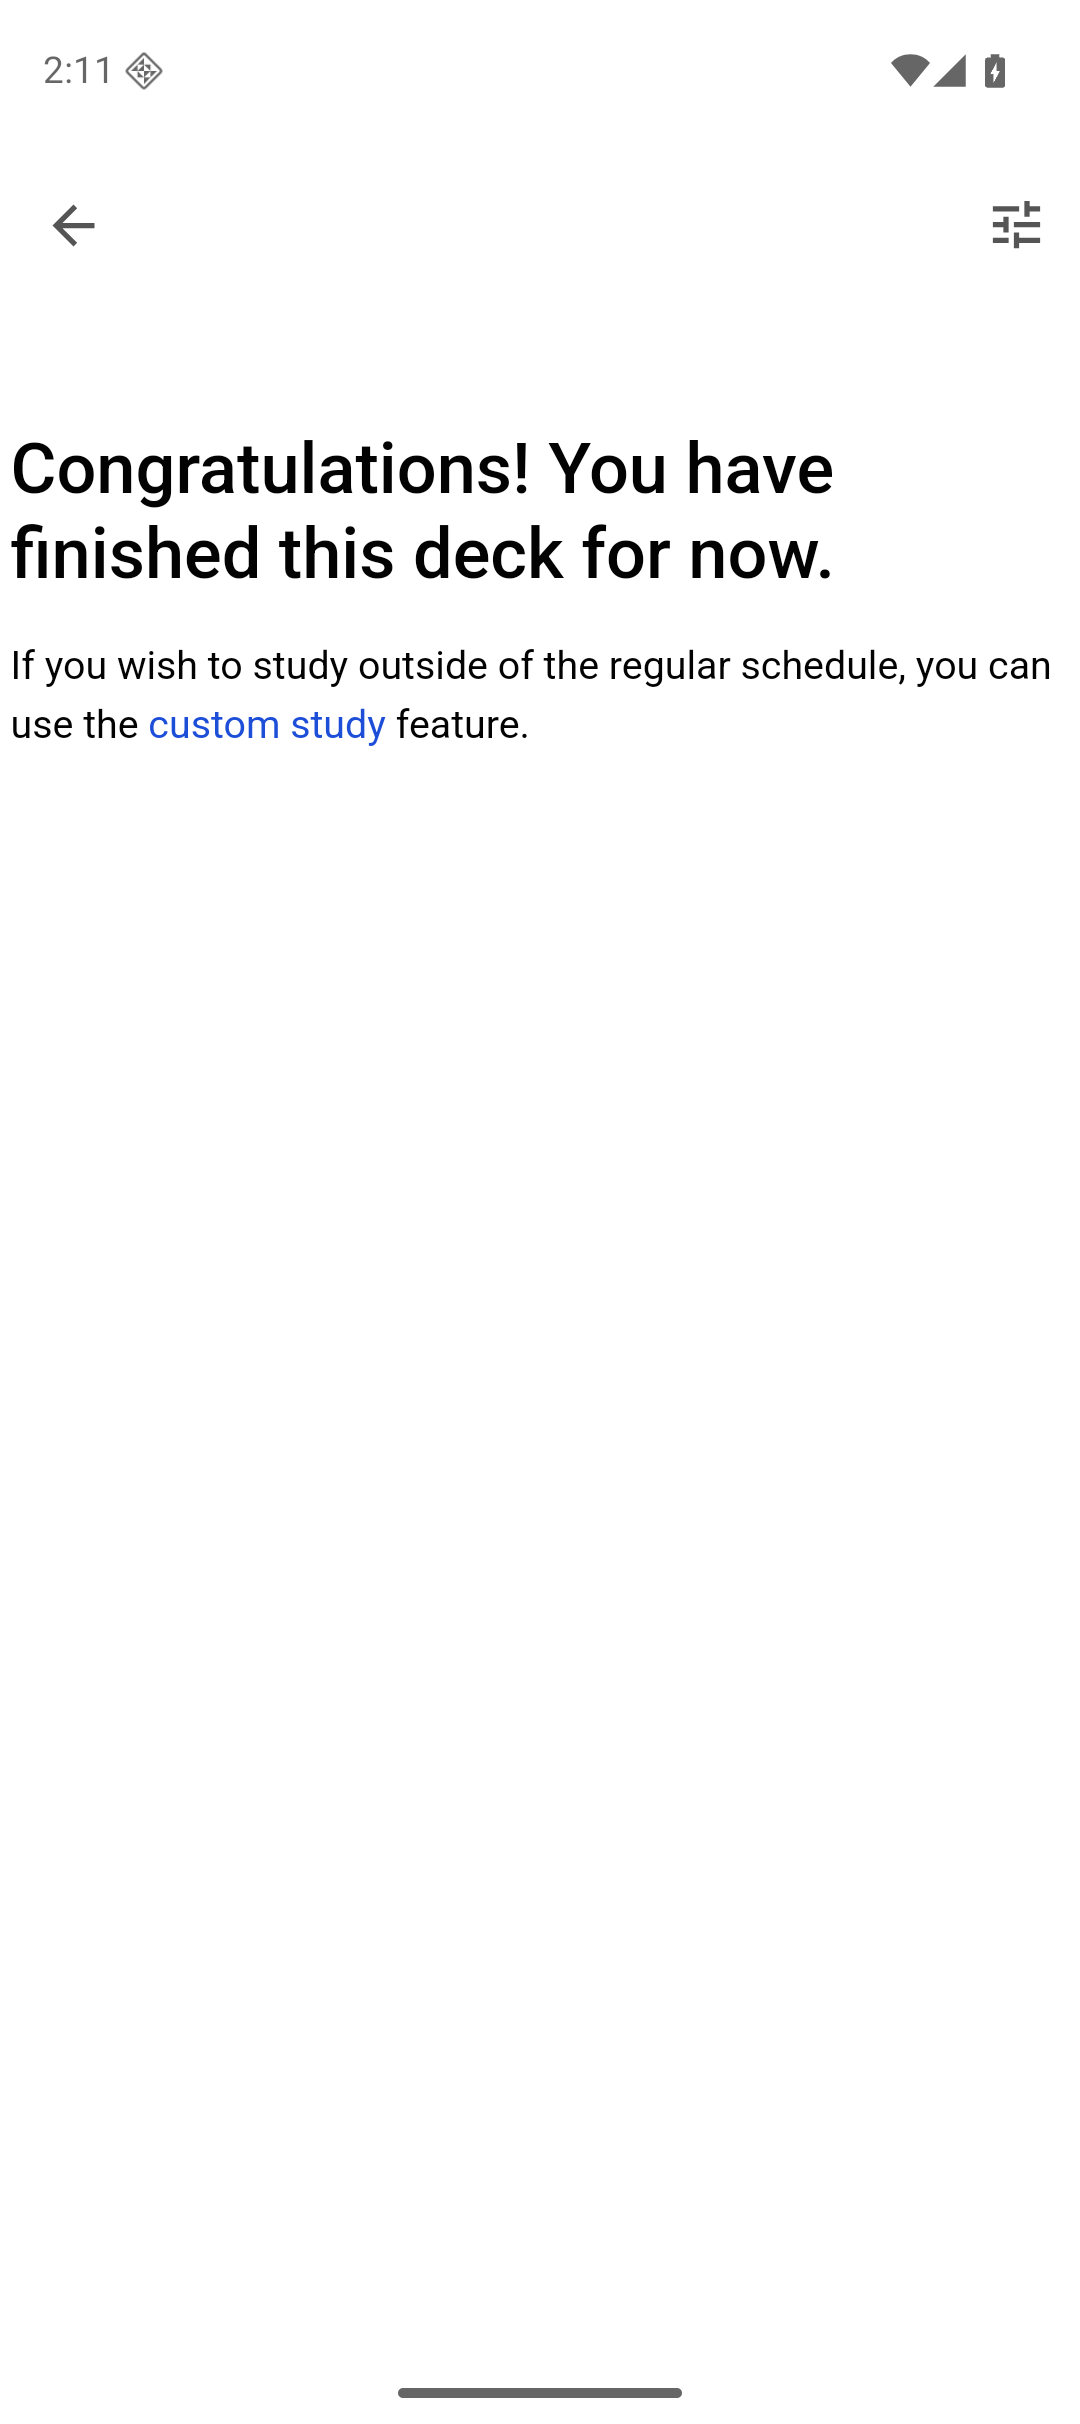 2:11
Congratulations! You have
finished this deck for now.
If you wish to study outside of the regular schedule, you can
use the custom study feature.